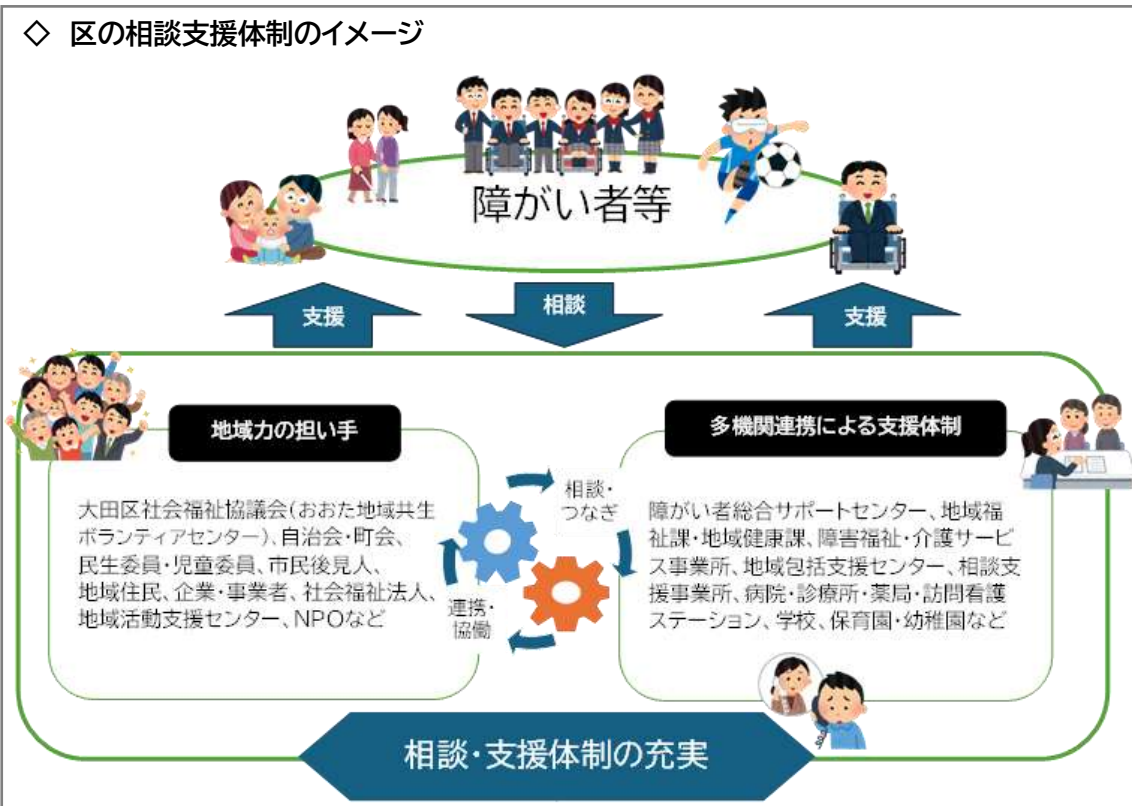 ◇ 区の相談支援体制のイメージ
障がい者等
支援
相談
支援
地域力の担い手
大田区社会福祉協議会(おおた地域共生
ボランティアセンター)、自治会・町会、
民生委員・児童委員、市民後見人、
地域住民、企業・事業者、社会福祉法人、
地域活動支援センター、NPOなど
相談・
つなぎ
連携・
協働
多機関連携による支援体制
障がい者総合サポートセンター、地域福
祉課・地域健康課、障害福祉・介護サービ
ス事業所、地域包括支援センター、相談支
援事業所、病院・診療所・薬局・訪問看護
ステーション、学校、保育園・幼稚園など
相談・支援体制の充実